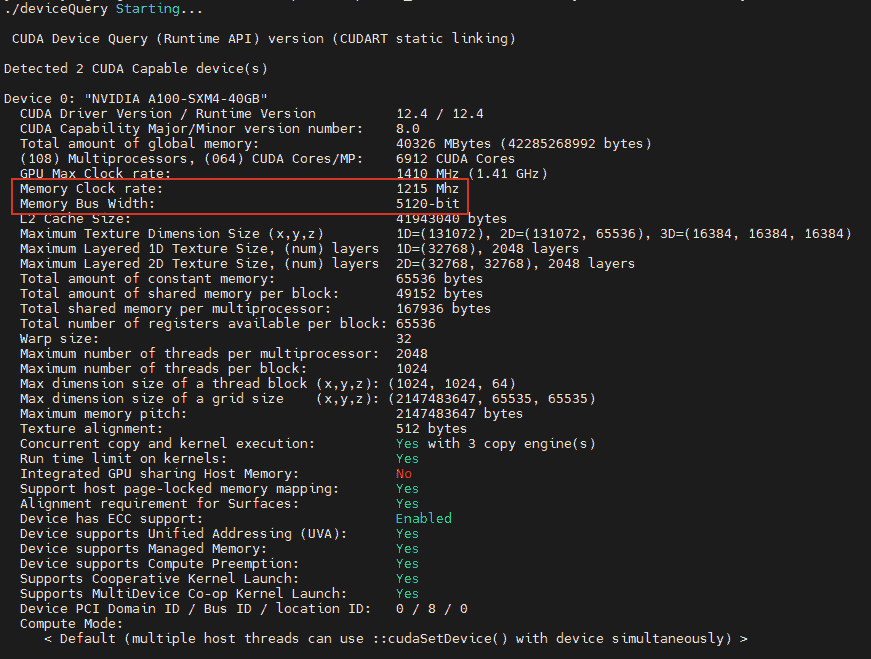 ./deviceQuery Starting...
CUDA Device Query (Runtime API) version (CUDART static linking)
Detected 2 CUDA Capable device(s)
Device 0: "NVIDIA A100-SXM4-40GB"
CUDA Driver Version / Runtime Version 12.4 / 12.4
CUDA Capability Major/Minor version number: 8.0
Total amount of global memory: 40326 MBytes (42285268992 bytes)
(108) Multiprocessors, (064) CUDA Cores/MP: 6912 CUDA Cores
GPU Max Clock rate: 1410 MHz (1.41 GHz)
Memory Clock rate: 1215 Mhz
Memory Bus Width: 5120-bit
L2 Cache Size: 41943040 bytes
Maximum Texture Dimension Size (x,y,z) 1D=(131072), 2D=(131072, 65536), 3D=(16384, 16384, 16384)
Maximum Layered 1D Texture Size, (num) layers 1D=(32768), 2048 layers
Maximum Layered 2D Texture Size, (num) layers 2D=(32768, 32768), 2048 layers
Total amount of constant memory: 65536 bytes
Total amount of shared memory per block: 49152 bytes
Total shared memory per multiprocessor: 167936 bytes
Total number of registers available per block: 65536
Warp size: 32
Maximum number of threads per multiprocessor: 2048
Maximum number of threads per block: 1024
Max dimension size of a thread block (x,y,z): (1024, 1024, 64)
Max dimension size of a grid size (x,y,z): (2147483647, 65535, 65535)
Maximum memory pitch: 2147483647 bytes
Texture alignment: 512 bytes
Concurrent copy and kernel execution: Yes with 3 copy engine(s)
Run time limit on kernels: Yes
Integrated GPU sharing Host Memory: No
Support host page-locked memory mapping: Yes
Alignment requirement for Surfaces: Yes
Device has ECC support: Enabled
Device supports Unified Addressing (UVA): Yes
Device supports Managed Memory: Yes
Device supports Compute Preemption: Yes
Supports Cooperative Kernel Launch: Yes
Supports MultiDevice Co-op Kernel Launch: Yes
Device PCI Domain ID / Bus ID / location ID: 0 / 8 / 0
Compute Mode:
< Default (multiple host threads can use ::cudaSetDevice() with device simultaneously) >